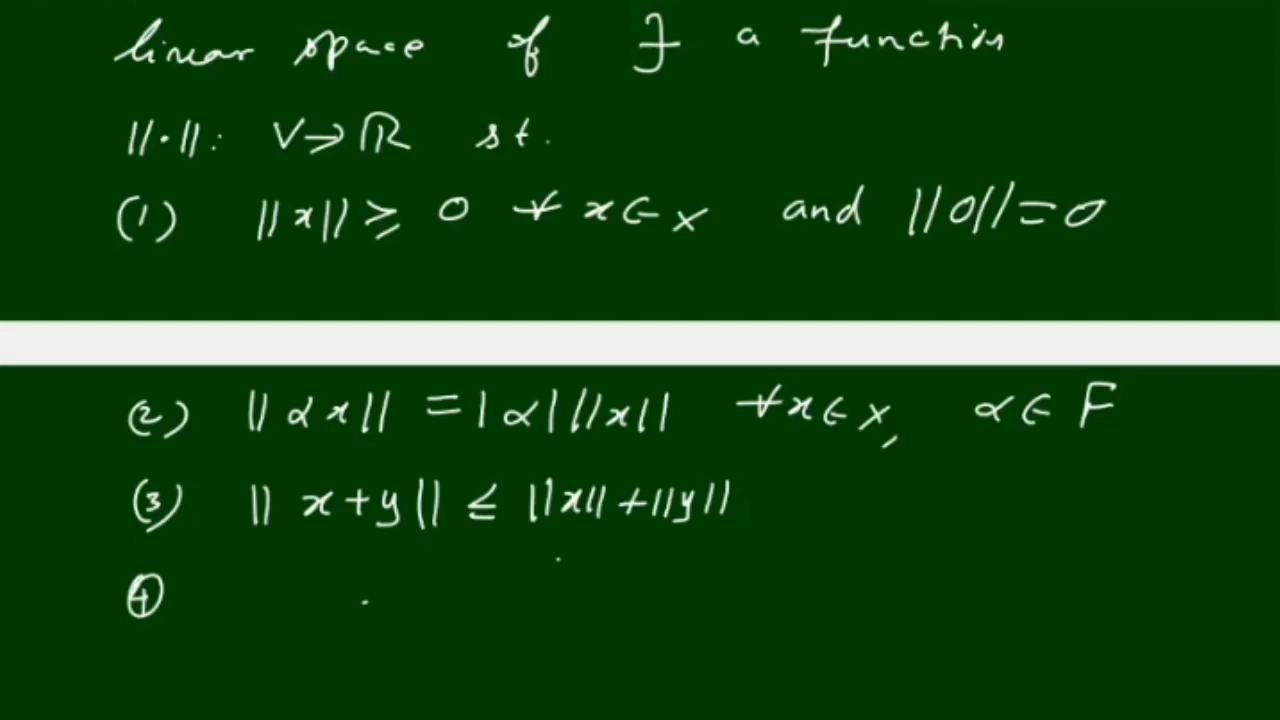 linear space of F a function
||·||: V→ℝ st.
(1) ||x|| ≥ 0 ∀ x ∈ X and ||0|| = 0
(2) ||αx|| = |α| ||x|| ∀ x ∈ X, α ∈ F
(3) || x+y || ≤ ||x|| + ||y||
④